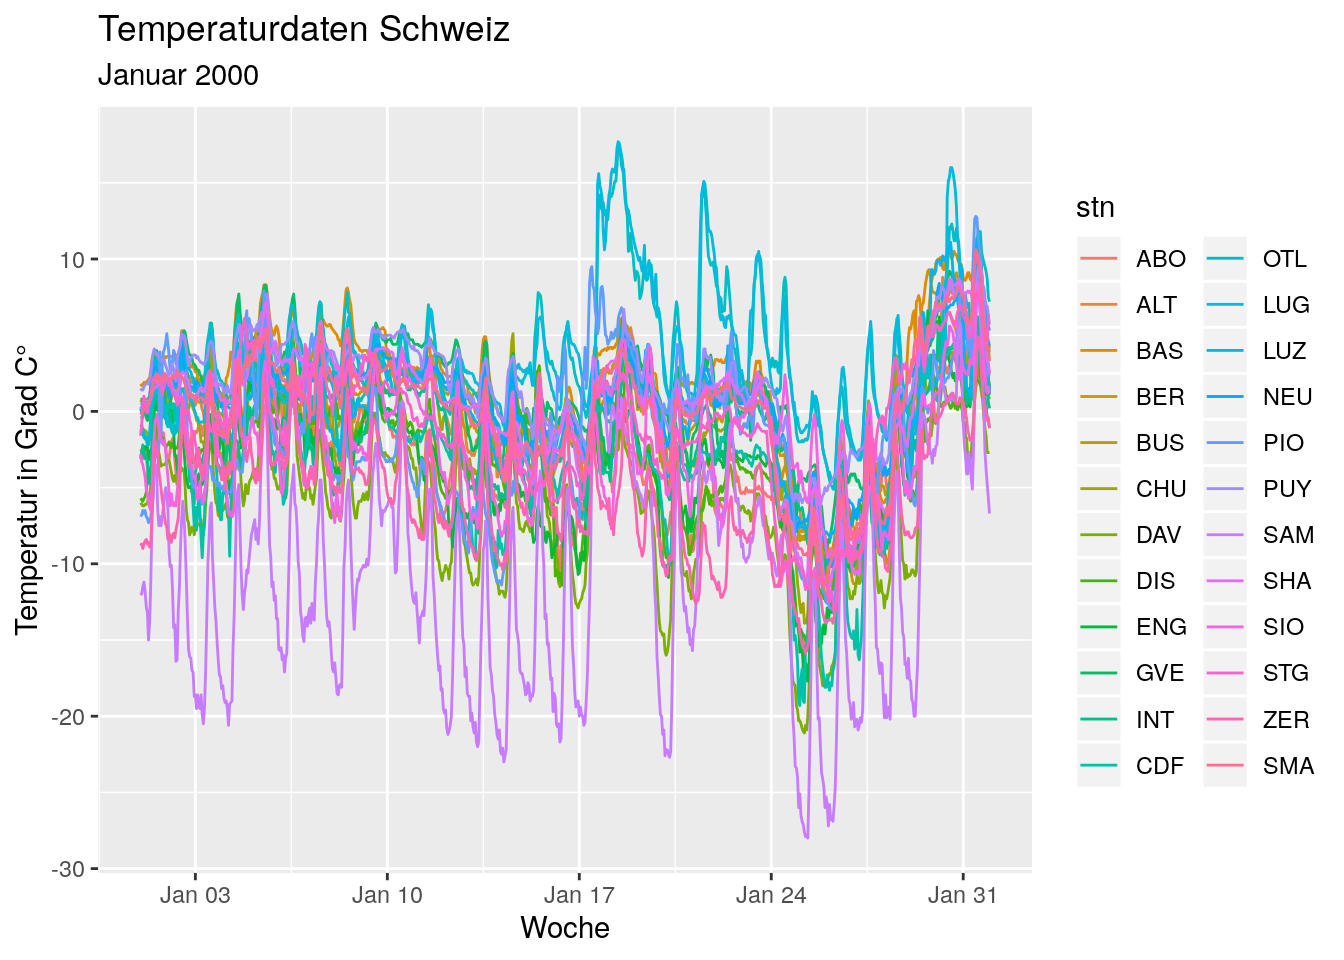 Temperaturdaten Schweiz
Januar 2000
Temperatur in Grad C°
10
0
-10
-20
-30
Jan 03
Jan 10
Jan 17
Jan 24
Jan 31
Woche
stn
ABO
ALT
BAS
BER
BUS
CHU
DAV
DIS
ENG
GVE
INT
CDF
OTL
LUG
LUZ
NEU
PIO
PUY
SAM
SHA
SIO
STG
ZER
SMA